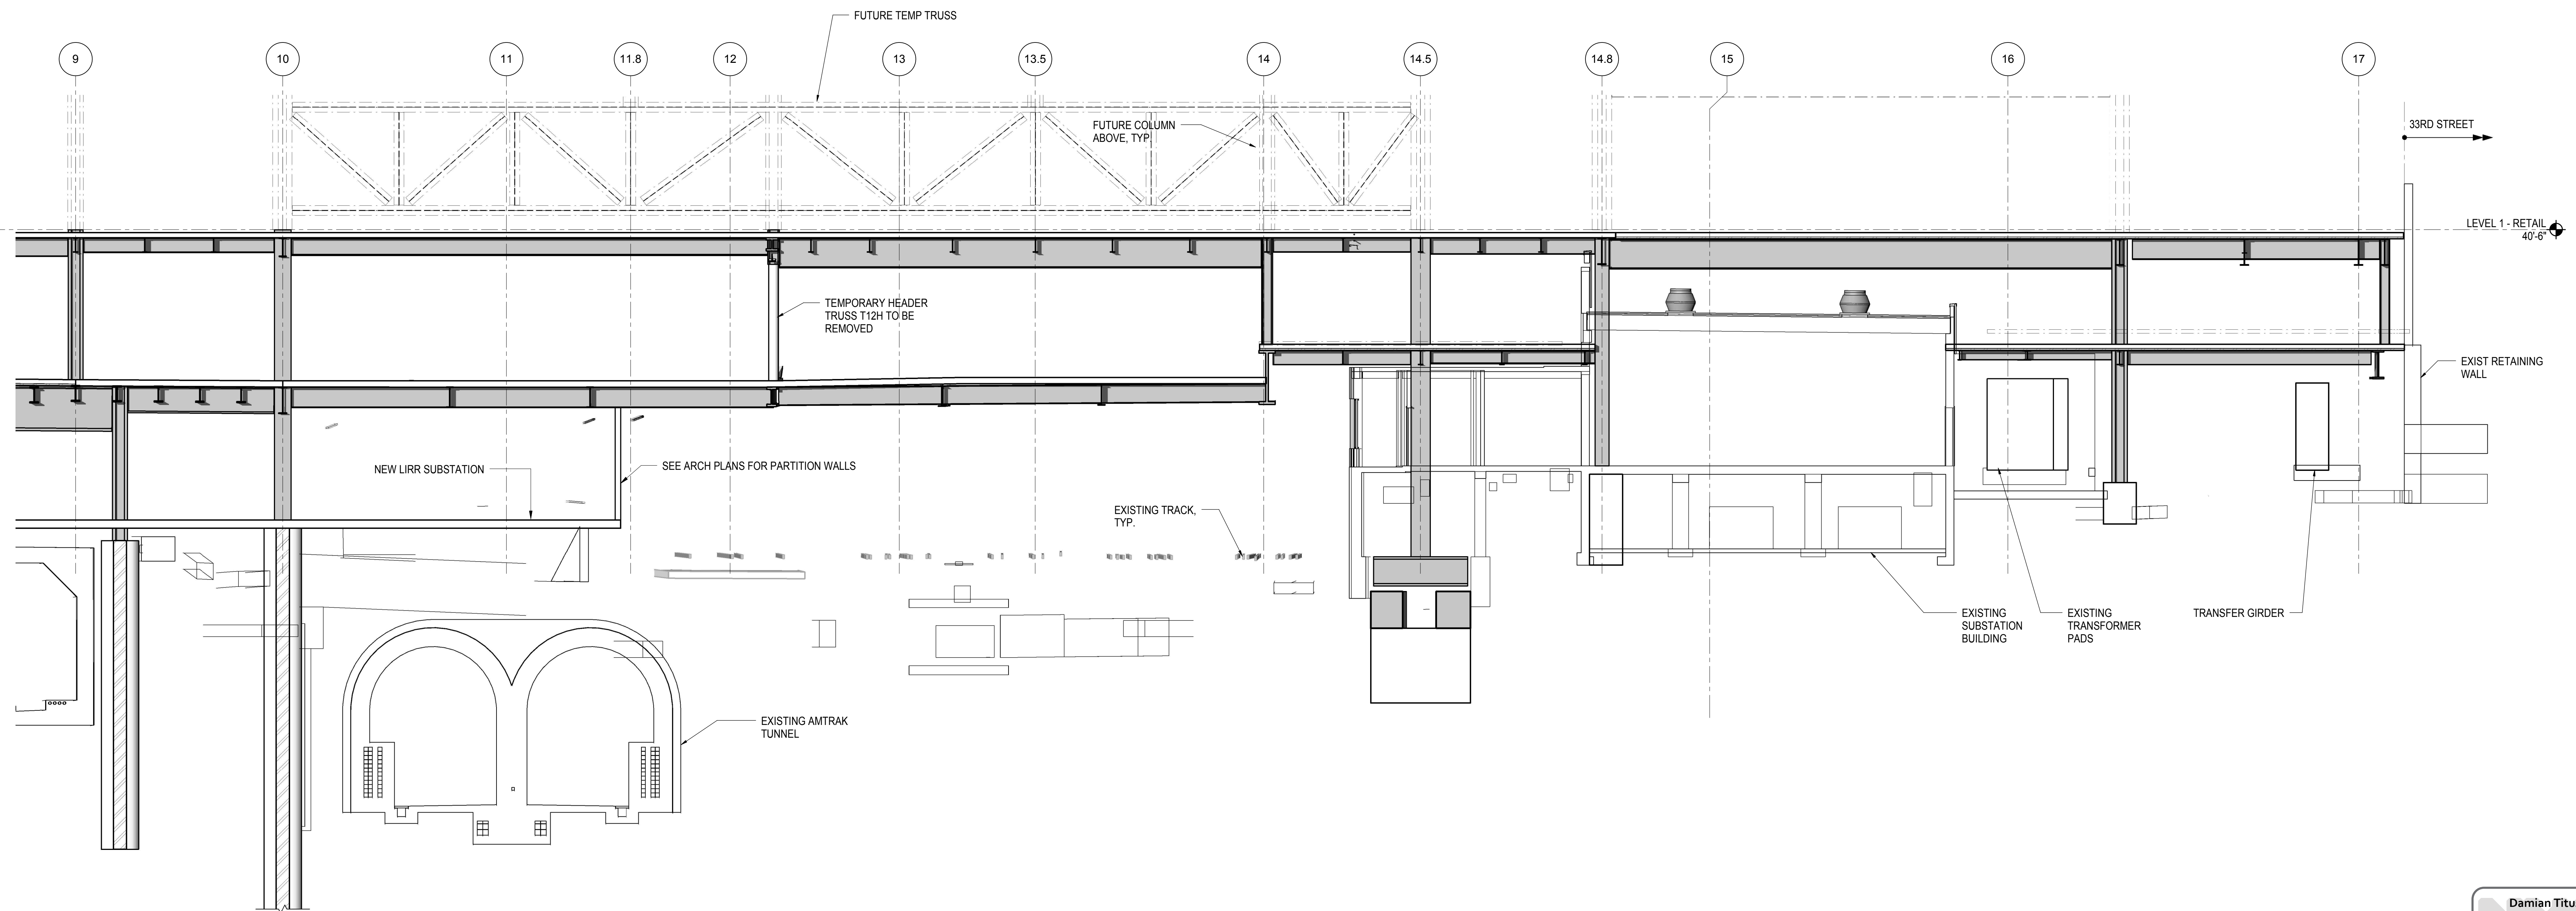 FUTURE TEMP TRUSS
9
10
11
11.8
12
13
13.5
14
14.5
14.8
15
16
17
FUTURE COLUMN
ABOVE, TYP.
33RD STREET
LEVEL 1 - RETAIL
40'-6"
TEMPORARY HEADER
TRUSS T12H TO BE
REMOVED
EXIST RETAINING
WALL
NEW LIRR SUBSTATION
SEE ARCH PLANS FOR PARTITION WALLS
EXISTING TRACK,
TYP.
EXISTING
SUBSTATION
BUILDING
EXISTING
TRANSFORMER
PADS
TRANSFER GIRDER
EXISTING AMTRAK
TUNNEL
Damian Titu